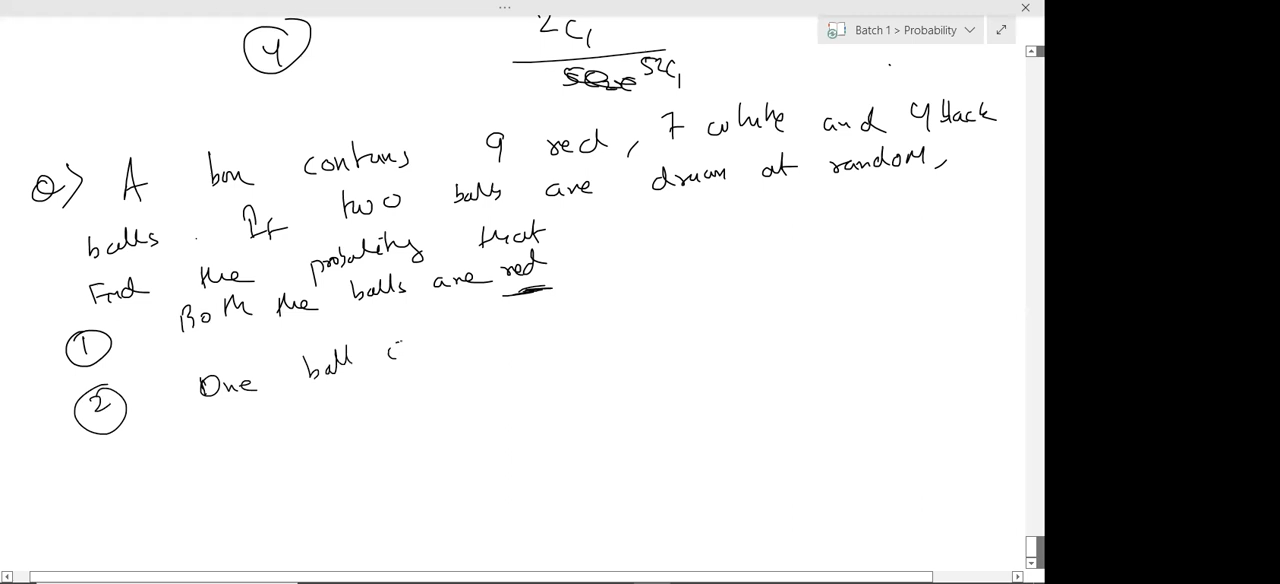 Batch 1 > Probability
4
2C1
52C1
Q> A box contains 9 red, 7 white and 4 black
balls. If two balls are drawn at random,
Find the probality that
1 Both the balls are red
2 One ball